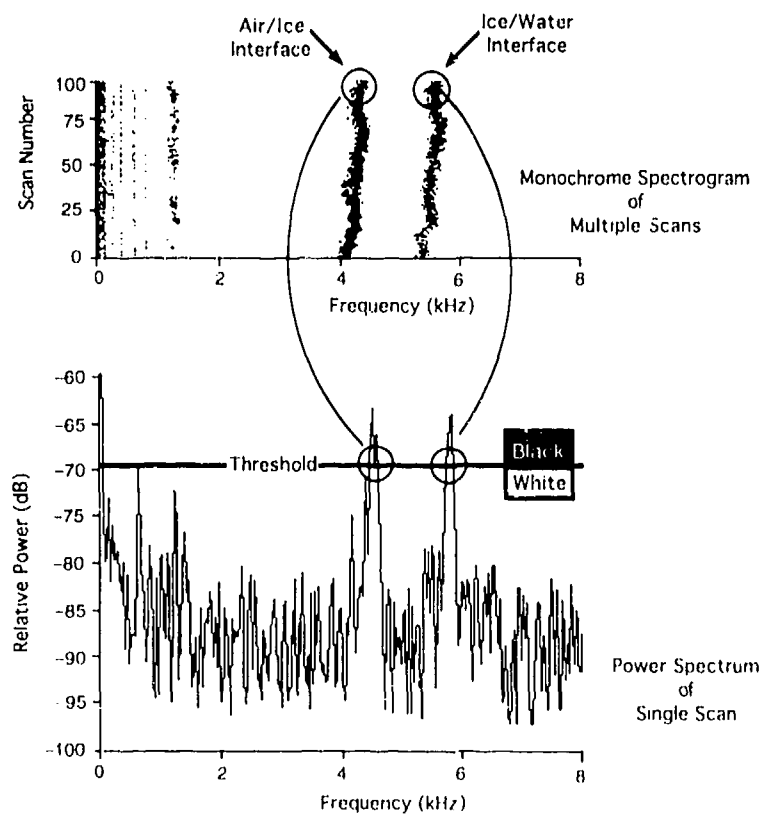 Air/Ice
Interface
Ice/Water
Interface
100
75
50
25
0
Scan Number
0
2
4
6
8
Frequency (kHz)
Monochrome Spectrogram
of
Multiple Scans
-60
-65
-70
-75
-80
-85
-90
-95
-100
Relative Power (dB)
Threshold
Black
White
0
2
4
6
8
Frequency (kHz)
Power Spectrum
of
Single Scan